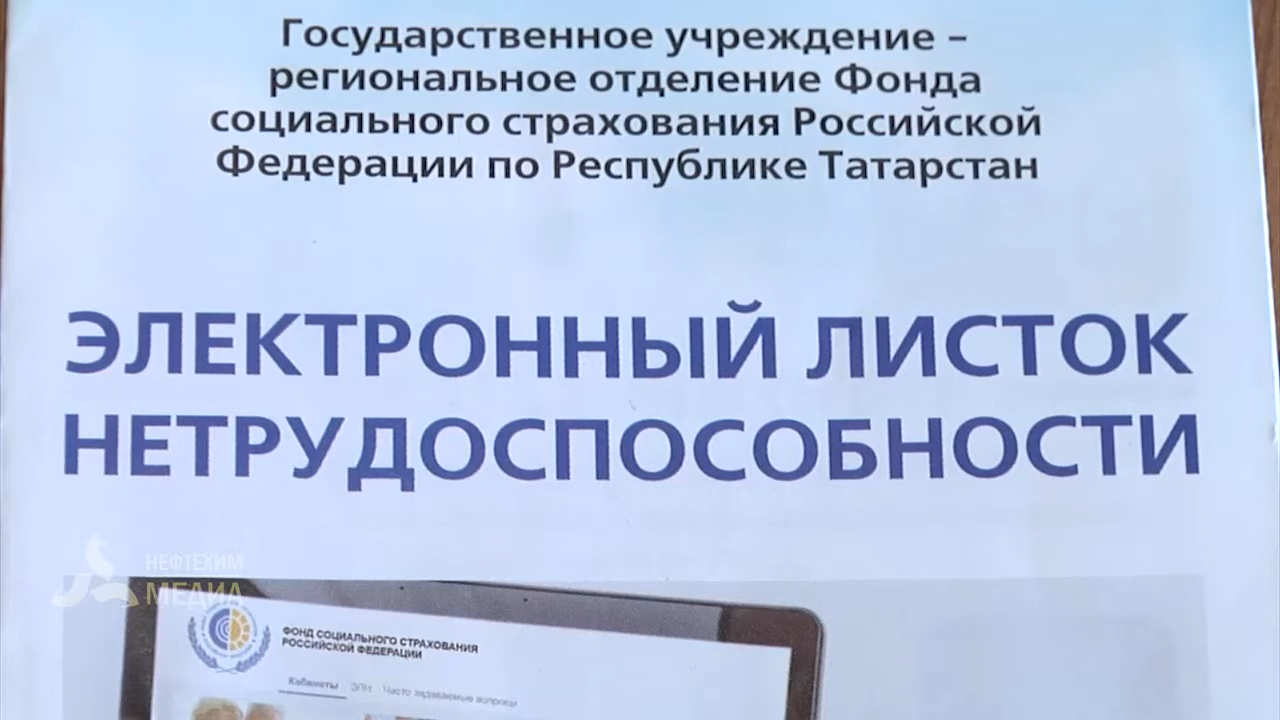 Государственное учреждение –
региональное отделение Фонда
социального страхования Российской
Федерации по Республике Татарстан
ЭЛЕКТРОННЫЙ ЛИСТОК
НЕТРУДОСПОСОБНОСТИ
НЕФТЕХИМ
МЕДИА
ФОНД СОЦИАЛЬНОГО СТРАХОВАНИЯ
РОССИЙСКОЙ ФЕДЕРАЦИИ
Кабинеты ЭЛН Часто задаваемые вопросы